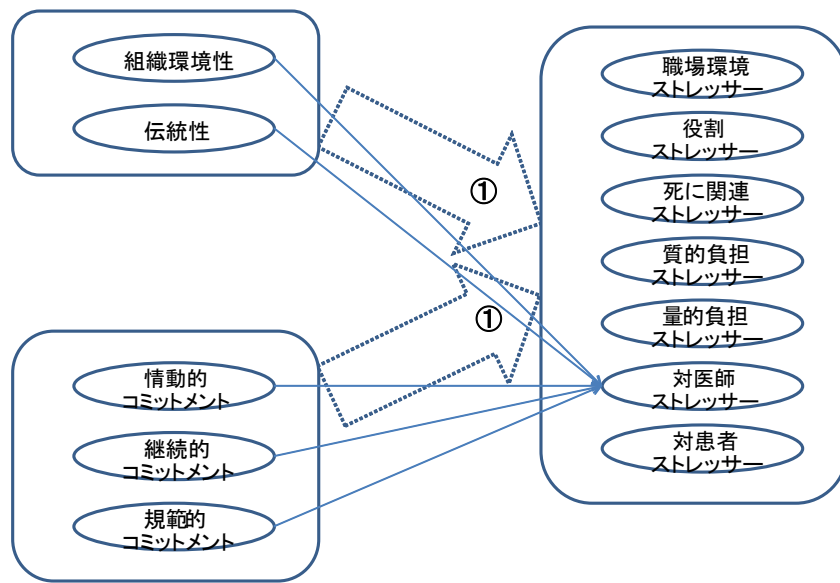 組織環境性
伝統性
①
①
情動的
コミットメント
継続的
コミットメント
規範的
コミットメント
職場環境
ストレッサー
役割
ストレッサー
死に関連
ストレッサー
質的負担
ストレッサー
量的負担
ストレッサー
対医師
ストレッサー
対患者
ストレッサー